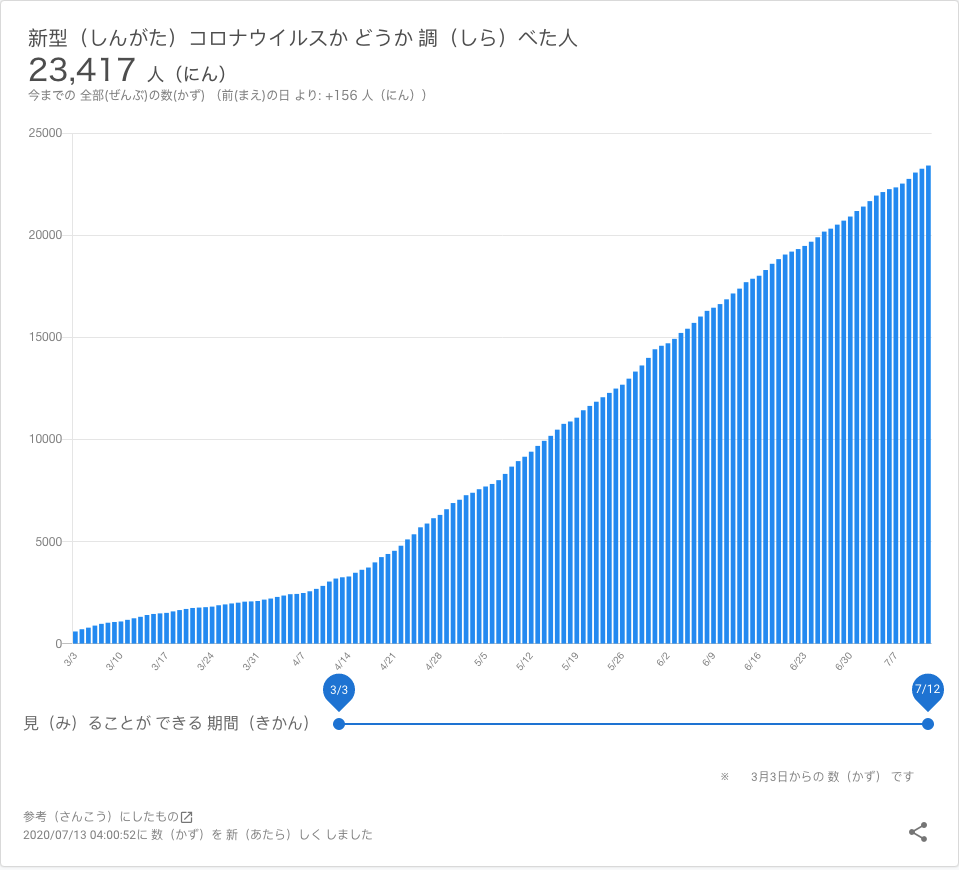 新型（しんがた）コロナウイルスか どうか 調（しら）べた人
23,417 人（にん）
今までの 全部(ぜんぶ)の数(かず) （前(まえ)の日 より: +156 人（にん））
25000
20000
15000
10000
5000
0
3/3 3/10 3/17 3/24 3/31 4/7 4/14 4/21 4/28 5/5 5/12 5/19 5/26 6/2 6/9 6/16 6/23 6/30 7/7
3/3 7/12
見（み）ることが できる 期間（きかん）
※ 3月3日からの 数（かず） です
参考（さんこう）にしたもの
2020/07/13 04:00:52に 数（かず）を 新（あたら）しく しました